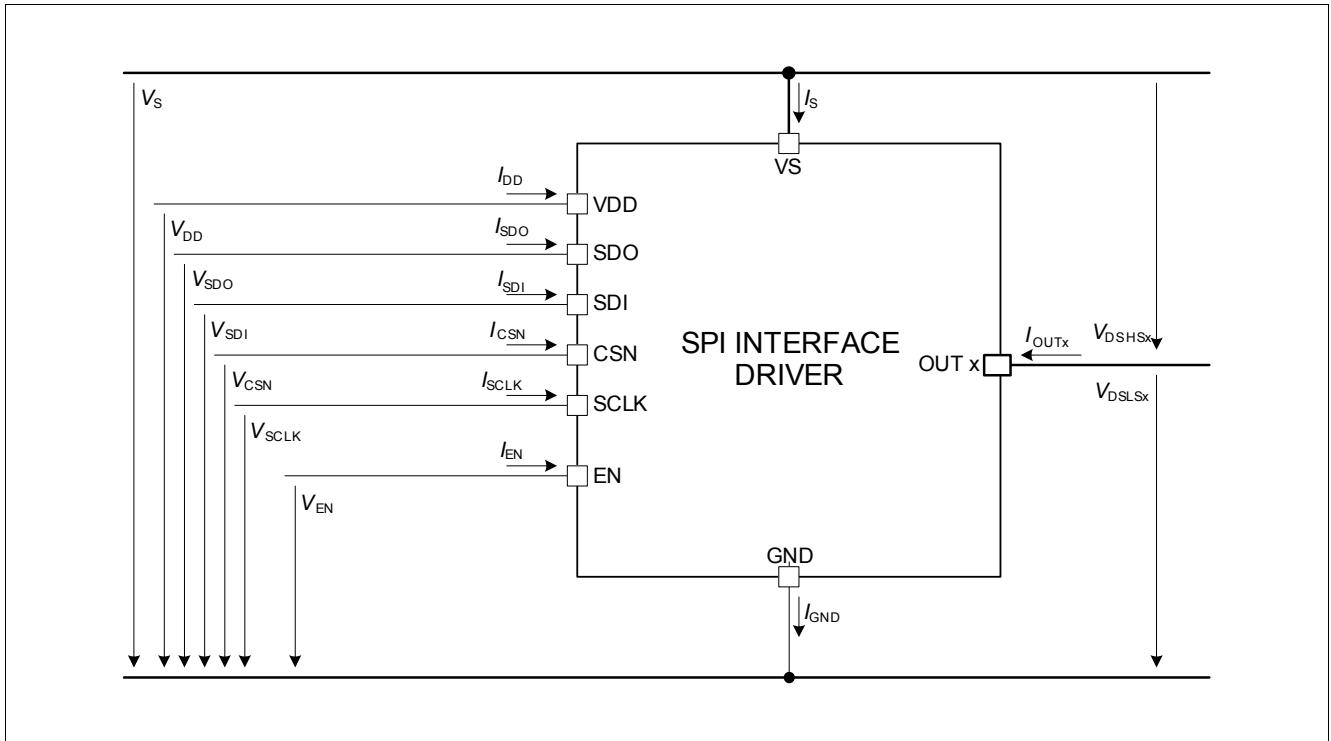 VS
IS
VS
IDD
VDD
VDD
ISDO
SDO
VSDO
ISDI
SDI
VSDI
ICSN
CSN
VCSN
ISCLK
SCLK
VSCLK
IEN
EN
VEN
SPI INTERFACE
DRIVER
OUT x
IOUTx
VDSHSx
VDSLSx
GND
IGND